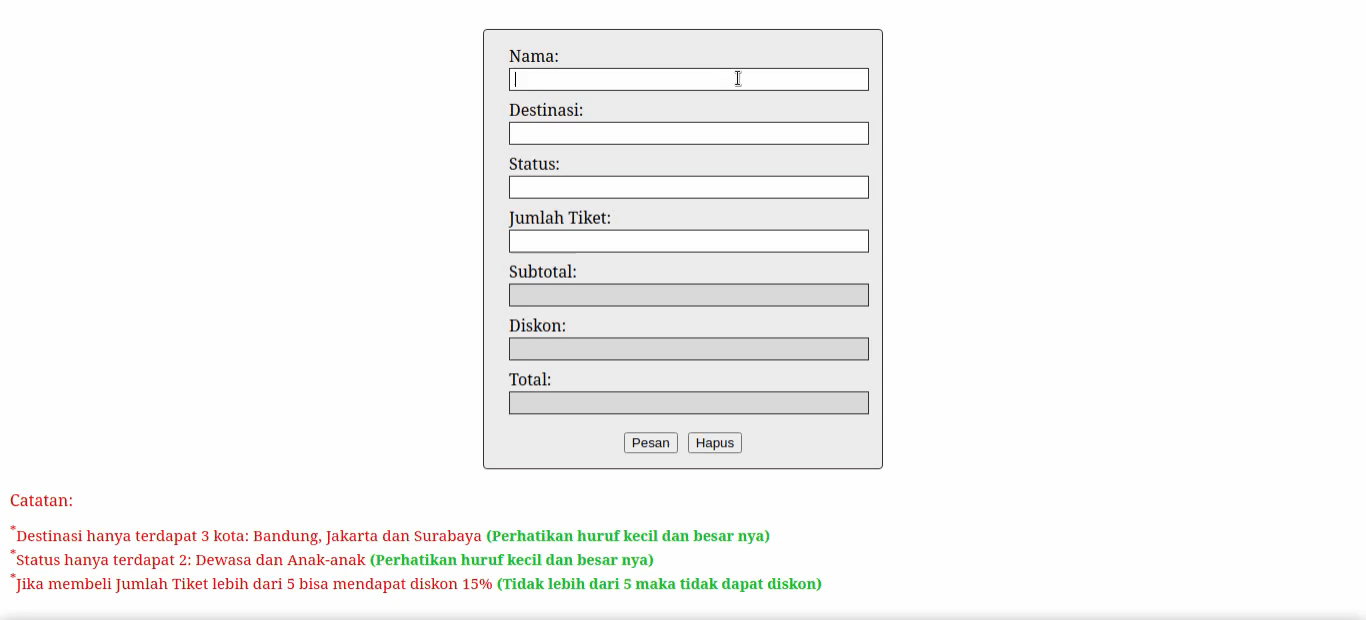 Nama:
Destinasi:
Status:
Jumlah Tiket:
Subtotal:
Diskon:
Total:
Pesan Hapus
Catatan:
*Destinasi hanya terdapat 3 kota: Bandung, Jakarta dan Surabaya (Perhatikan huruf kecil dan besar nya)
*Status hanya terdapat 2: Dewasa dan Anak-anak (Perhatikan huruf kecil dan besar nya)
*Jika membeli Jumlah Tiket lebih dari 5 bisa mendapat diskon 15% (Tidak lebih dari 5 maka tidak dapat diskon)